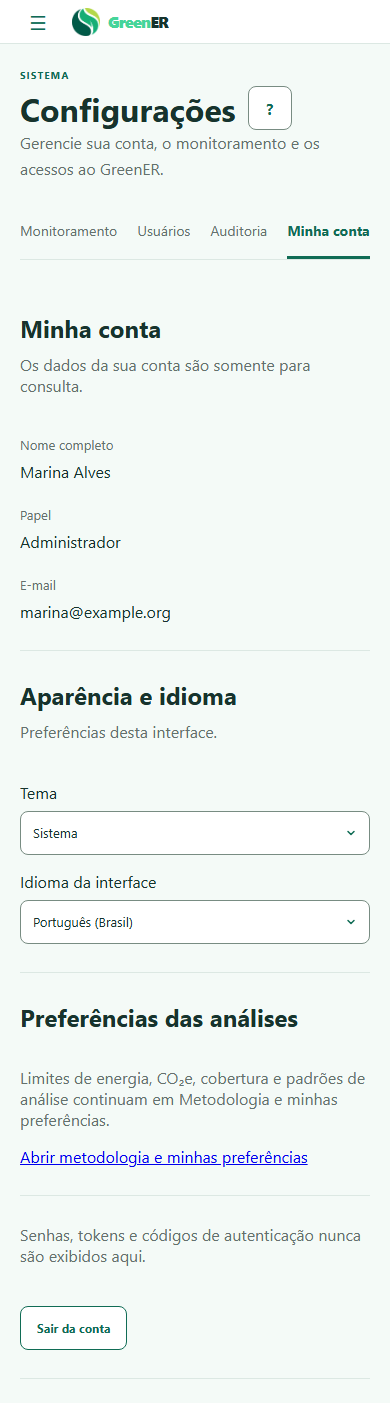 GreenER
SISTEMA
Configurações ?
Gerencie sua conta, o monitoramento e os
acessos ao GreenER.
Monitoramento Usuários Auditoria Minha conta
Minha conta
Os dados da sua conta são somente para
consulta.
Nome completo
Marina Alves
Papel
Administrador
E-mail
marina@example.org
Aparência e idioma
Preferências desta interface.
Tema
Sistema
Idioma da interface
Português (Brasil)
Preferências das análises
Limites de energia, CO₂e, cobertura e padrões de
análise continuam em Metodologia e minhas
preferências.
Abrir metodologia e minhas preferências
Senhas, tokens e códigos de autenticação nunca
são exibidos aqui.
Sair da conta